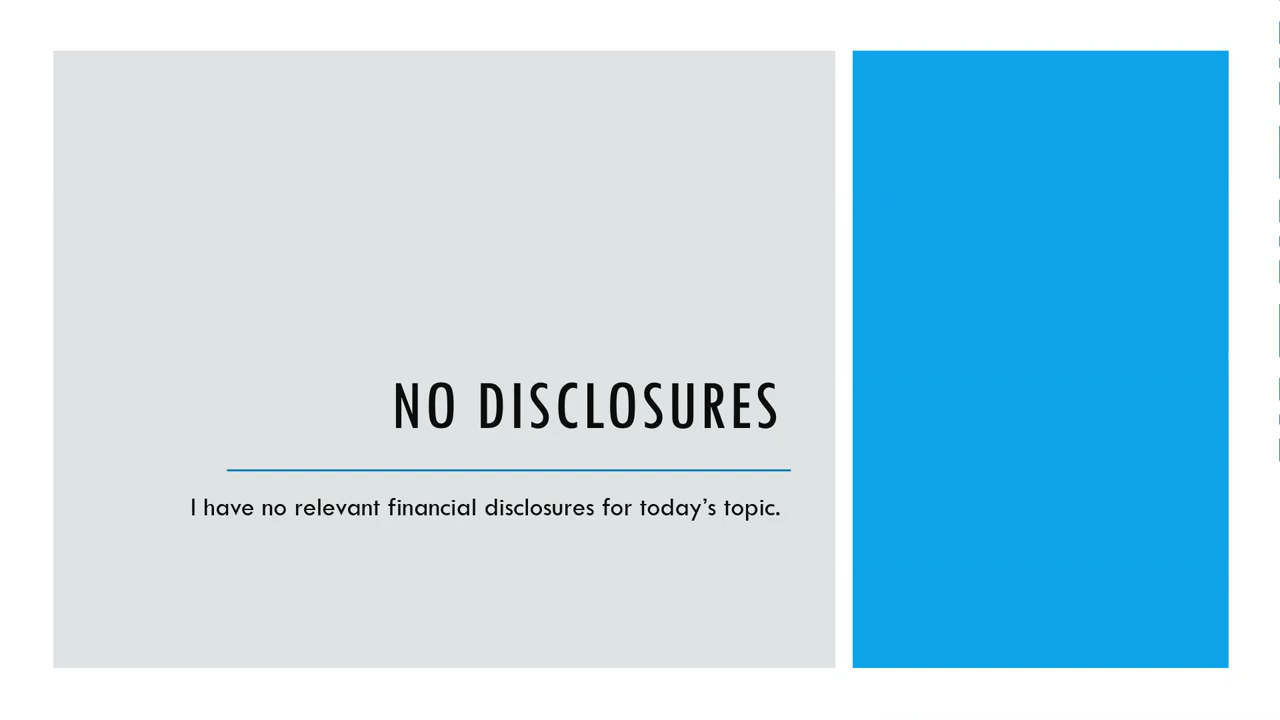 NO DISCLOSURES
I have no relevant financial disclosures for today’s topic.